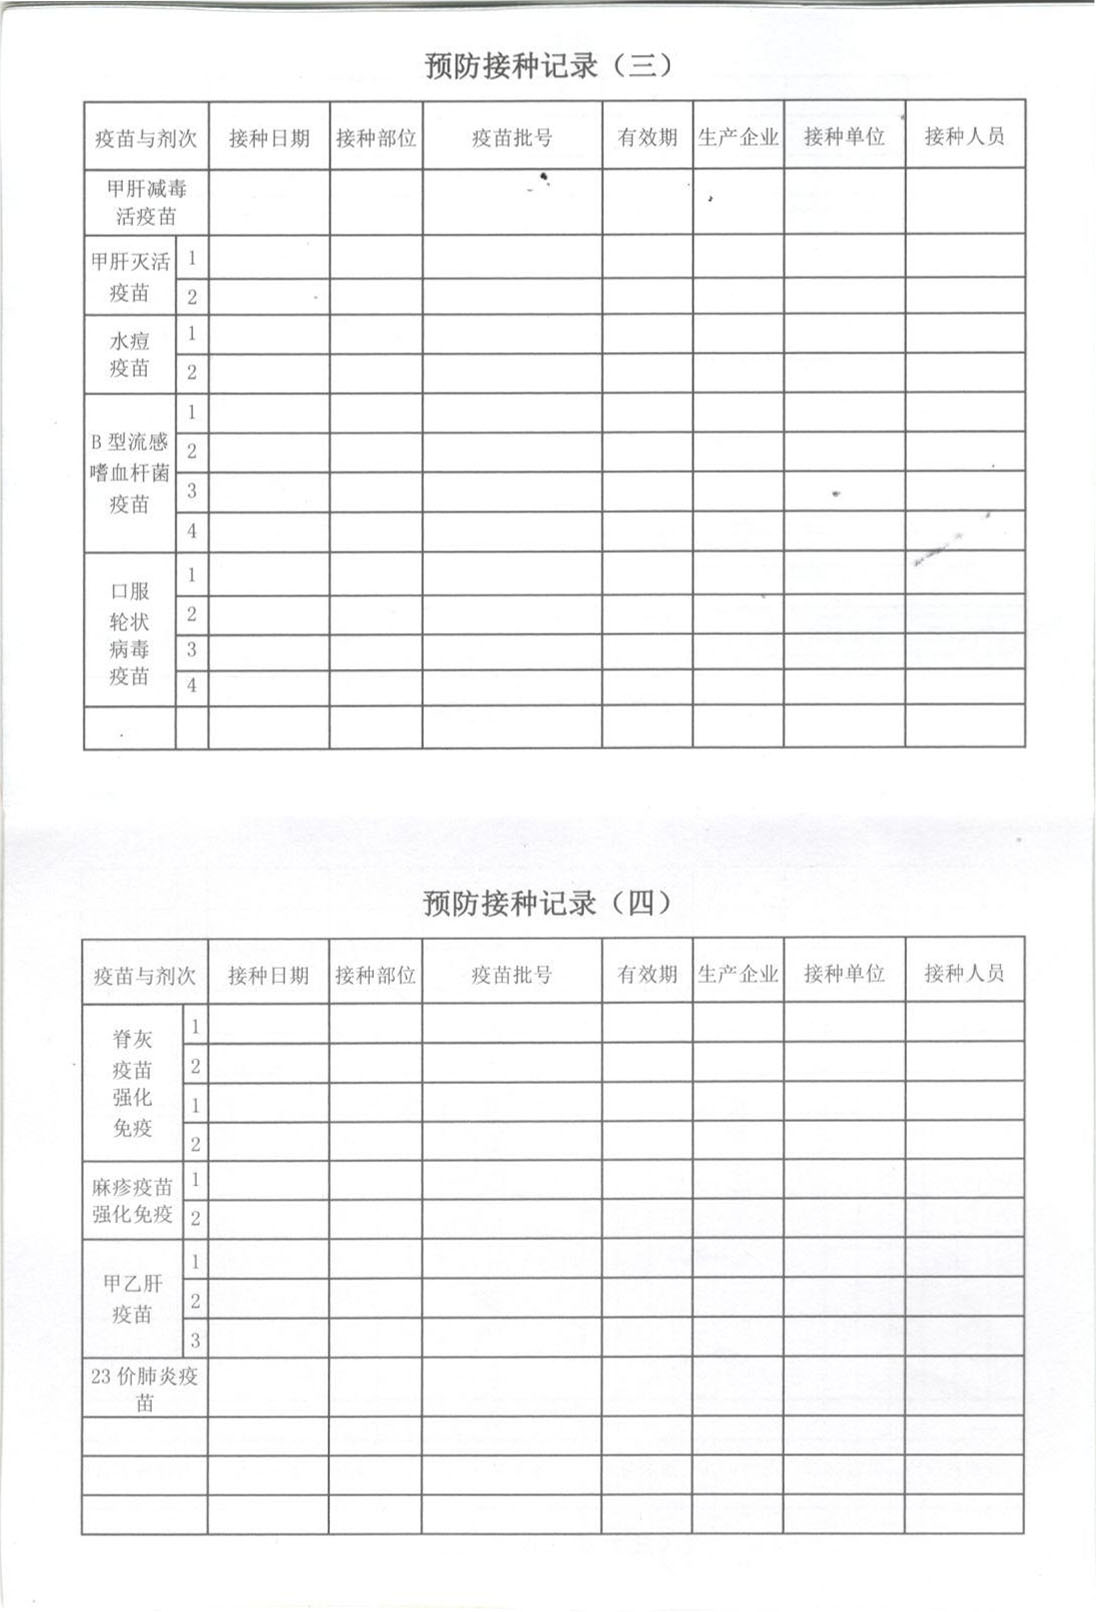 预防接种记录（三）
疫苗与剂次 接种日期 接种部位 疫苗批号 有效期 生产企业 接种单位 接种人员
甲肝减毒
活疫苗
甲肝灭活
疫苗
1
2
水痘
疫苗
1
2
B 型流感
嗜血杆菌
疫苗
1
2
3
4
口服
轮状
病毒
疫苗
1
2
3
4
预防接种记录（四）
疫苗与剂次 接种日期 接种部位 疫苗批号 有效期 生产企业 接种单位 接种人员
脊灰
疫苗
强化
免疫
1
2
1
2
麻疹疫苗
强化免疫
1
2
甲乙肝
疫苗
1
2
3
23 价肺炎疫
苗